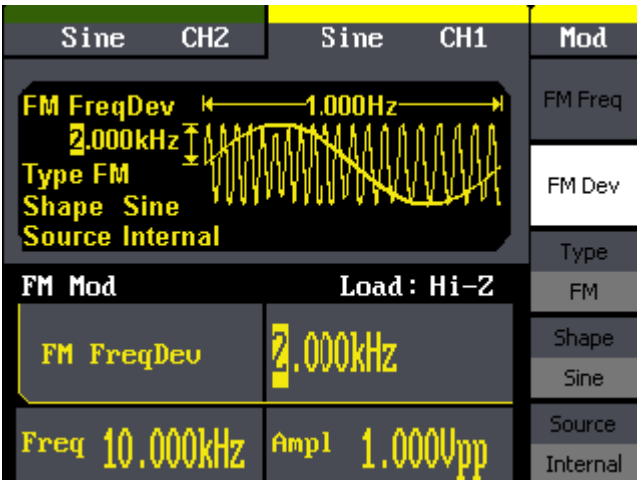 Sine CH2 Sine CH1 Mod
FM FreqDev 1.000Hz
2.000kHz
Type FM
Shape Sine
Source Internal
FM Freq
FM Dev
Type
FM
Shape
Sine
Source
Internal
FM Mod Load: Hi-Z
FM FreqDev 2.000kHz
Freq 10.000kHz Ampl 1.000Vpp